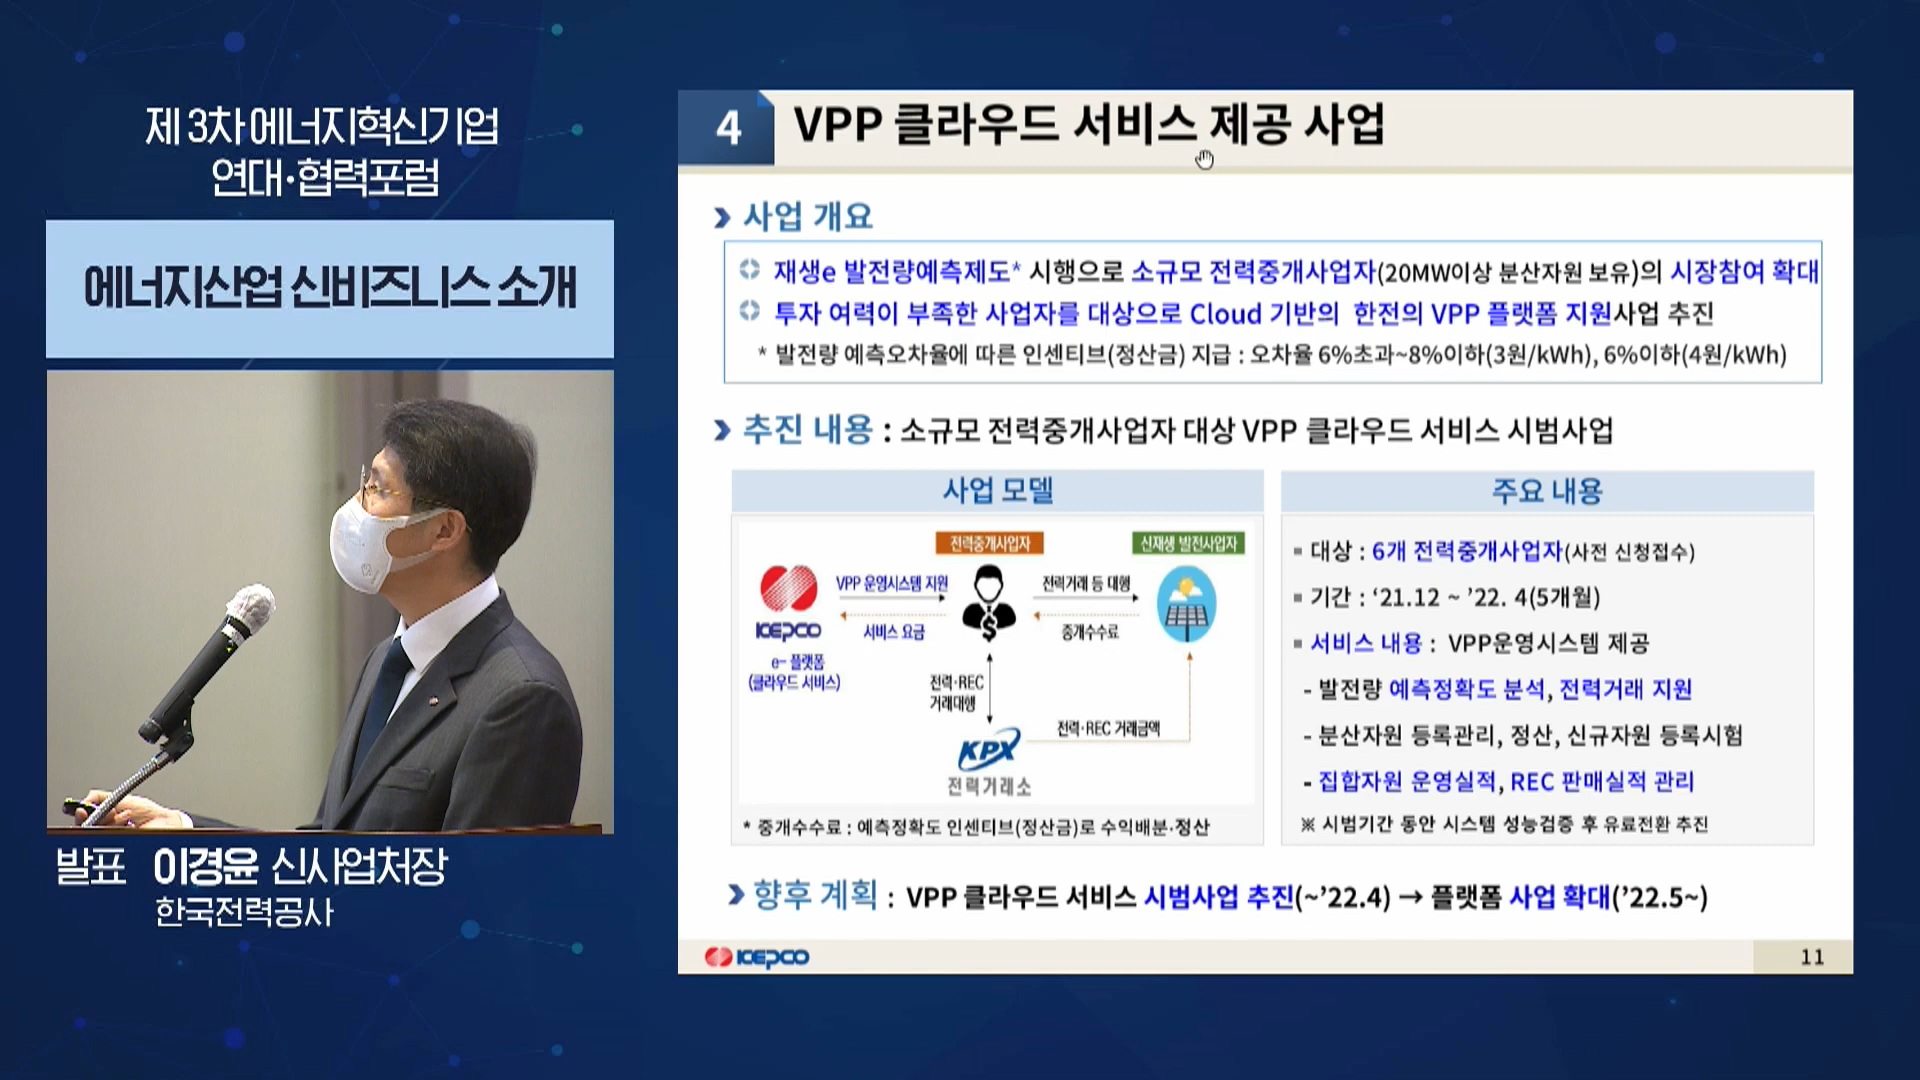 제 3차 에너지혁신기업
연대·협력포럼
에너지산업 신비즈니스 소개
발표 이경윤 신사업처장
한국전력공사
4 VPP 클라우드 서비스 제공 사업
사업 개요
재생e 발전량예측제도* 시행으로 소규모 전력중개사업자(20MW이상 분산자원 보유)의 시장참여 확대
투자 여력이 부족한 사업자를 대상으로 Cloud 기반의 한전의 VPP 플랫폼 지원사업 추진
* 발전량 예측오차율에 따른 인센티브(정산금) 지급 : 오차율 6%초과~8%이하(3원/kWh), 6%이하(4원/kWh)
추진 내용 : 소규모 전력중개사업자 대상 VPP 클라우드 서비스 시범사업
사업 모델
전력중개사업자
신재생 발전사업자
VPP 운영시스템 지원
전력거래 등 대행
KEPCO
서비스 요금
중개수수료
e- 플랫폼
(클라우드 서비스)
전력·REC
거래대행
전력·REC 거래금액
KPX
전력거래소
* 중개수수료 : 예측정확도 인센티브(정산금)로 수익배분·정산
주요 내용
▪ 대상 : 6개 전력중개사업자(사전 신청접수)
▪ 기간 : ‘21.12 ~ ’22. 4(5개월)
▪ 서비스 내용 : VPP운영시스템 제공
- 발전량 예측정확도 분석, 전력거래 지원
- 분산자원 등록관리, 정산, 신규자원 등록시험
- 집합자원 운영실적, REC 판매실적 관리
※ 시범기간 동안 시스템 성능검증 후 유료전환 추진
향후 계획 : VPP 클라우드 서비스 시범사업 추진(~’22.4) → 플랫폼 사업 확대(’22.5~)
KEPCO
11